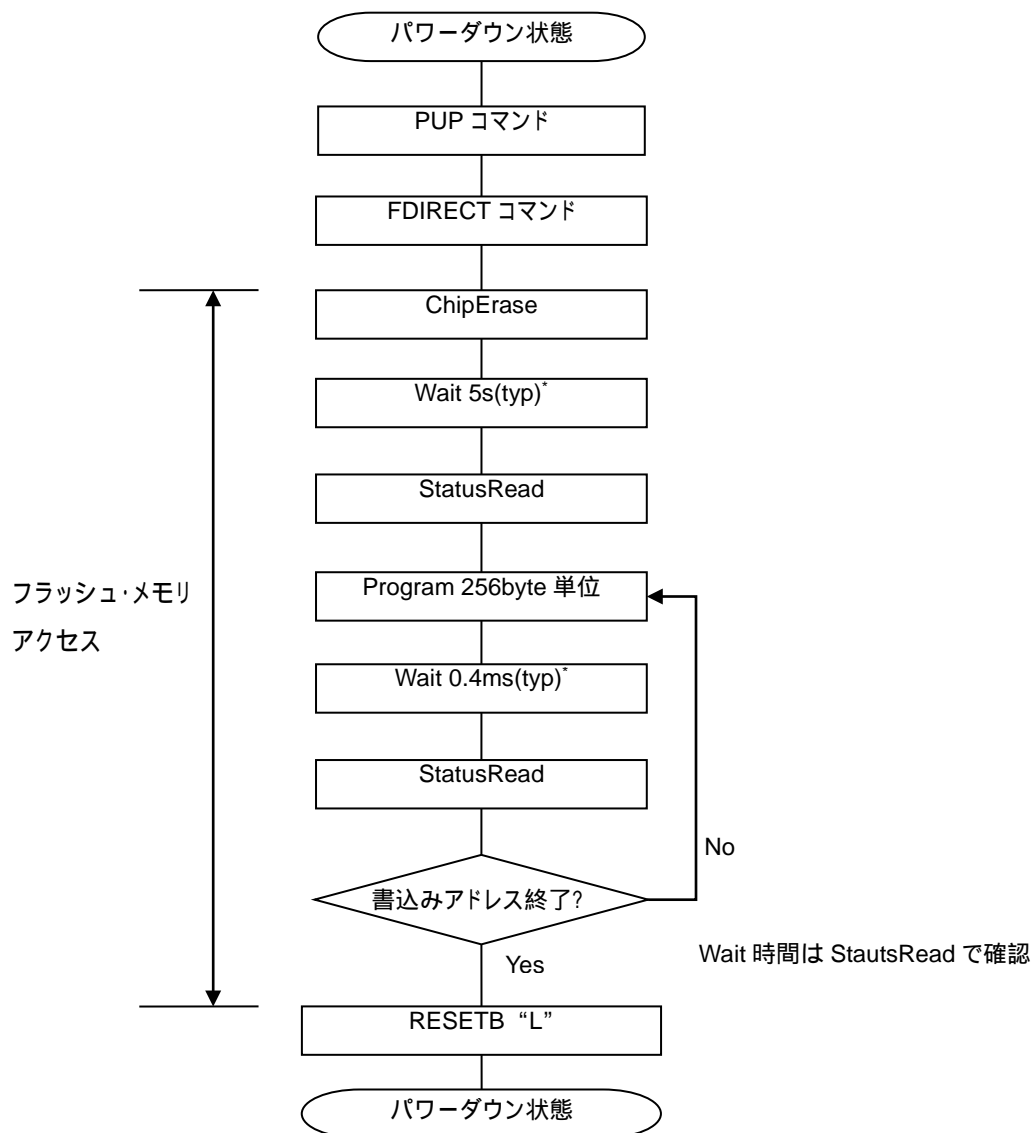 パワーダウン状態
PUP コマンド
FDIRECT コマンド
ChipErase
Wait 5s(typ)*
StatusRead
Program 256byte 単位
フラッシュ・メモリ
アクセス
Wait 0.4ms(typ)*
StatusRead
No
書込みアドレス終了?
Wait 時間は StautsRead で確認
Yes
RESETB “L”
パワーダウン状態